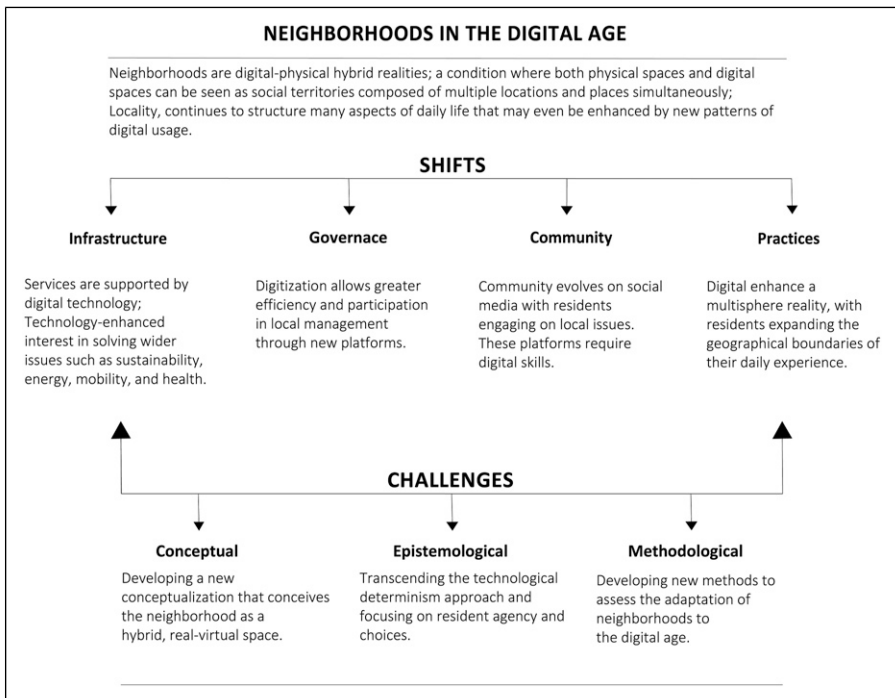 NEIGHBORHOODS IN THE DIGITAL AGE
Neighborhoods are digital-physical hybrid realities; a condition where both physical spaces and digital
spaces can be seen as social territories composed of multiple locations and places simultaneously;
Locality, continues to structure many aspects of daily life that may even be enhanced by new patterns of
digital usage.
SHIFTS
Infrastructure
Services are supported by
digital technology;
Technology-enhanced
interest in solving wider
issues such as sustainability,
energy, mobility, and health.
Governace
Digitization allows greater
efficiency and participation
in local management
through new platforms.
Community
Community evolves on social
media with residents
engaging on local issues.
These platforms require
digital skills.
Practices
Digital enhance a
multisphere reality, with
residents expanding the
geographical boundaries of
their daily experience.
CHALLENGES
Conceptual
Developing a new
conceptualization that conceives
the neighborhood as a
hybrid, real-virtual space.
Epistemological
Transcending the technological
determinism approach and
focusing on resident agency and
choices.
Methodological
Developing new methods to
assess the adaptation of
neighborhoods to
the digital age.